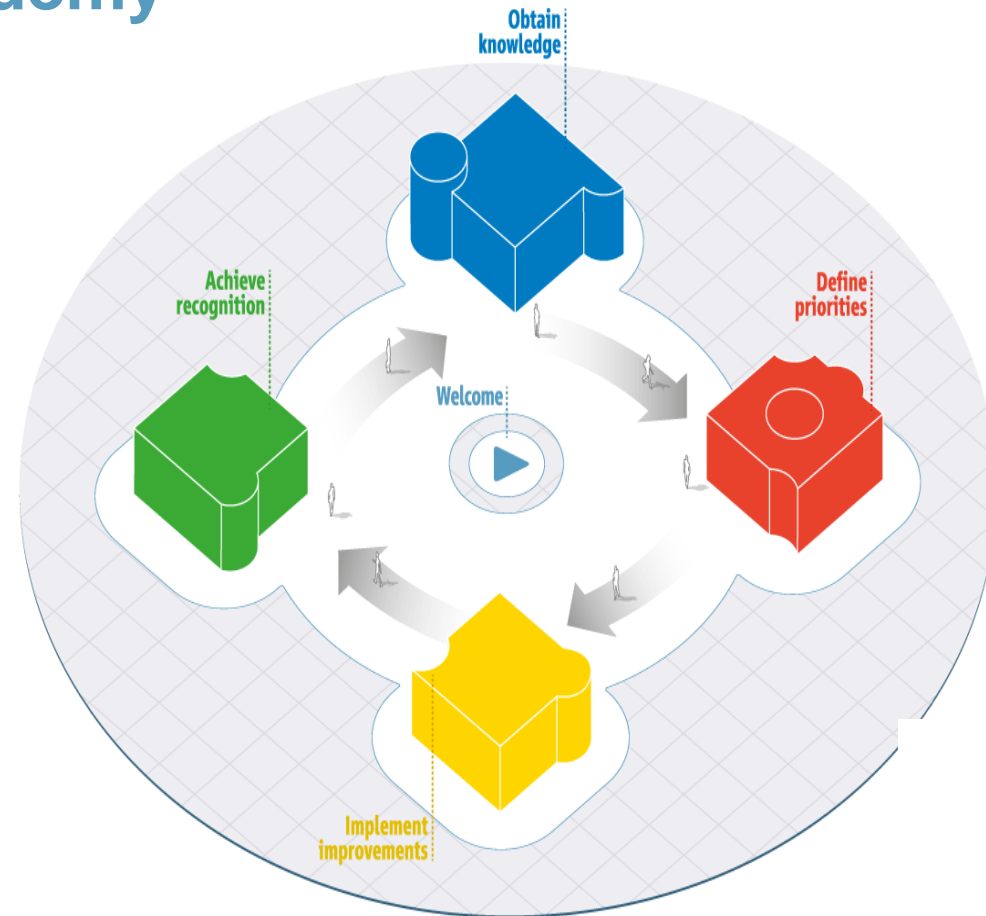 Obtain
knowledge
Achieve
recognition
Define
priorities
Welcome
Implement
improvements